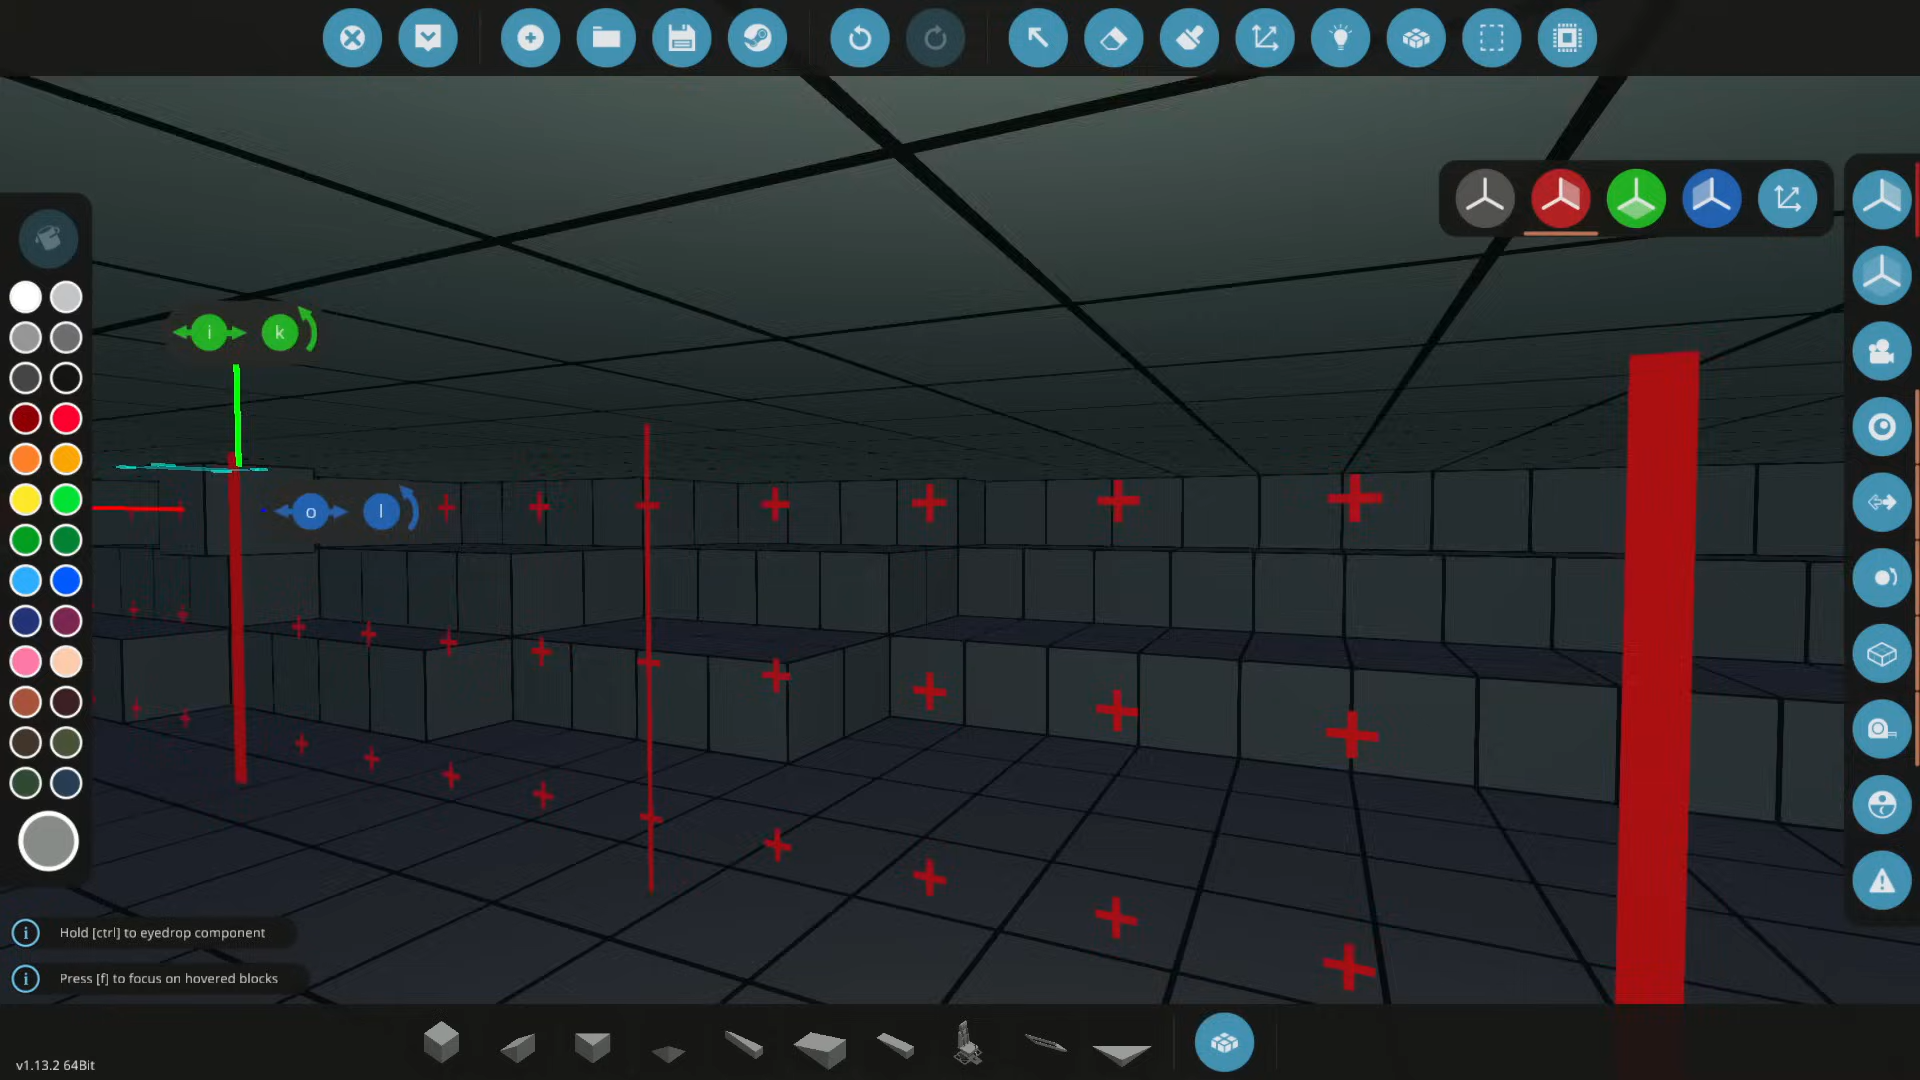 i k
o l
Hold [ctrl] to eyedrop component
Press [f] to focus on hovered blocks
v1.13.2 64Bit